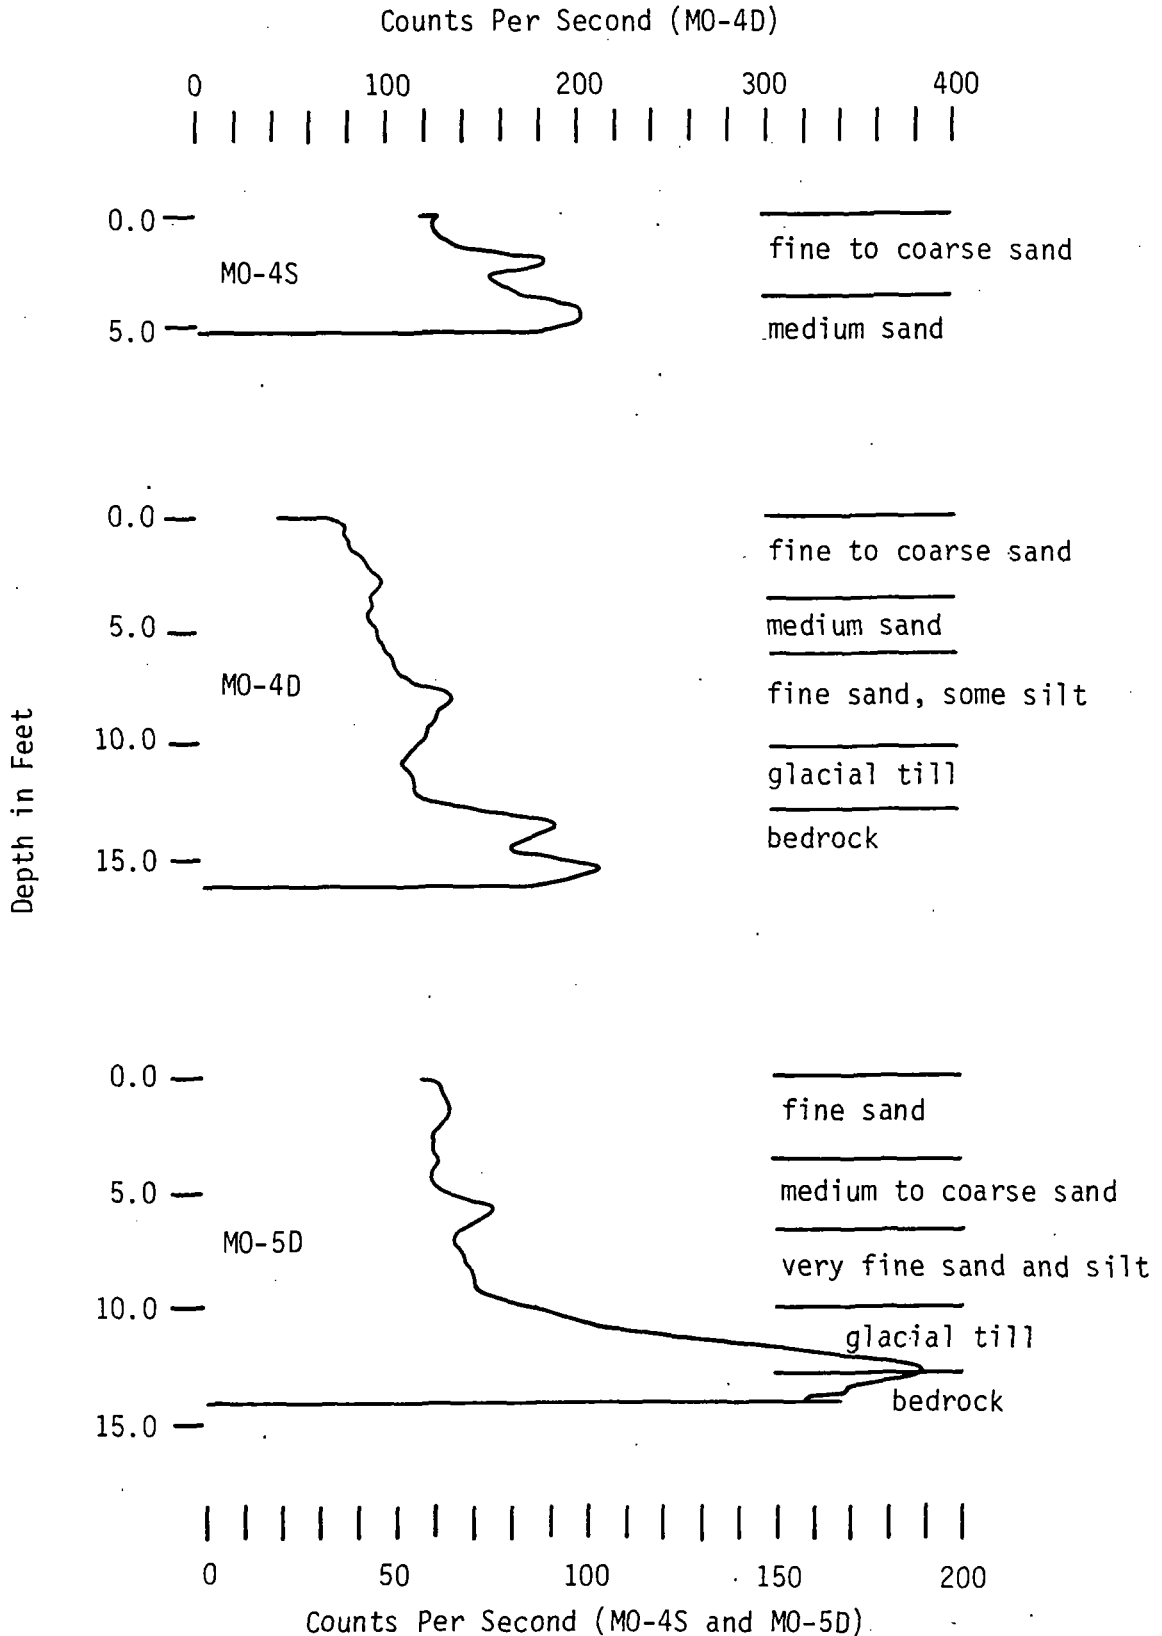 Counts Per Second (MO-4D)
0 100 200 300 400
0.0
MO-4S
5.0
fine to coarse sand
medium sand
Depth in Feet
0.0
5.0
MO-4D
10.0
15.0
fine to coarse sand
medium sand
fine sand, some silt
glacial till
bedrock
0.0
5.0
MO-5D
10.0
15.0
fine sand
medium to coarse sand
very fine sand and silt
glacial till
bedrock
0 50 100 150 200
Counts Per Second (MO-4S and MO-5D)